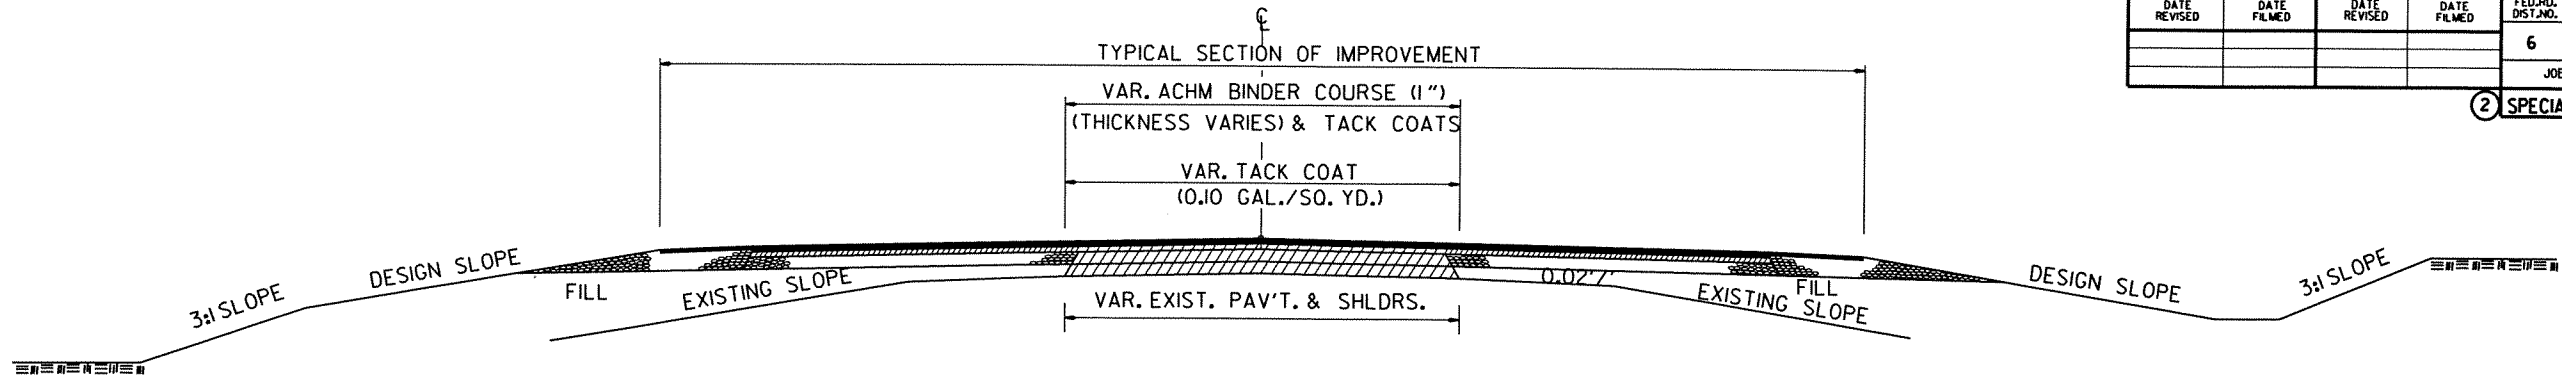 ℄
TYPICAL SECTION OF IMPROVEMENT
VAR. ACHM BINDER COURSE (1")
(THICKNESS VARIES) & TACK COATS
VAR. TACK COAT
(0.10 GAL./SQ. YD.)
DATE REVISED
DATE FILMED
DATE REVISED
DATE FILMED
FED.RD. DIST.NO.
6
JOB
2 SPECIA
3:1 SLOPE
DESIGN SLOPE
FILL
EXISTING SLOPE
VAR. EXIST. PAV'T. & SHLDRS.
0.02'/'
FILL
EXISTING SLOPE
DESIGN SLOPE
3:1 SLOPE